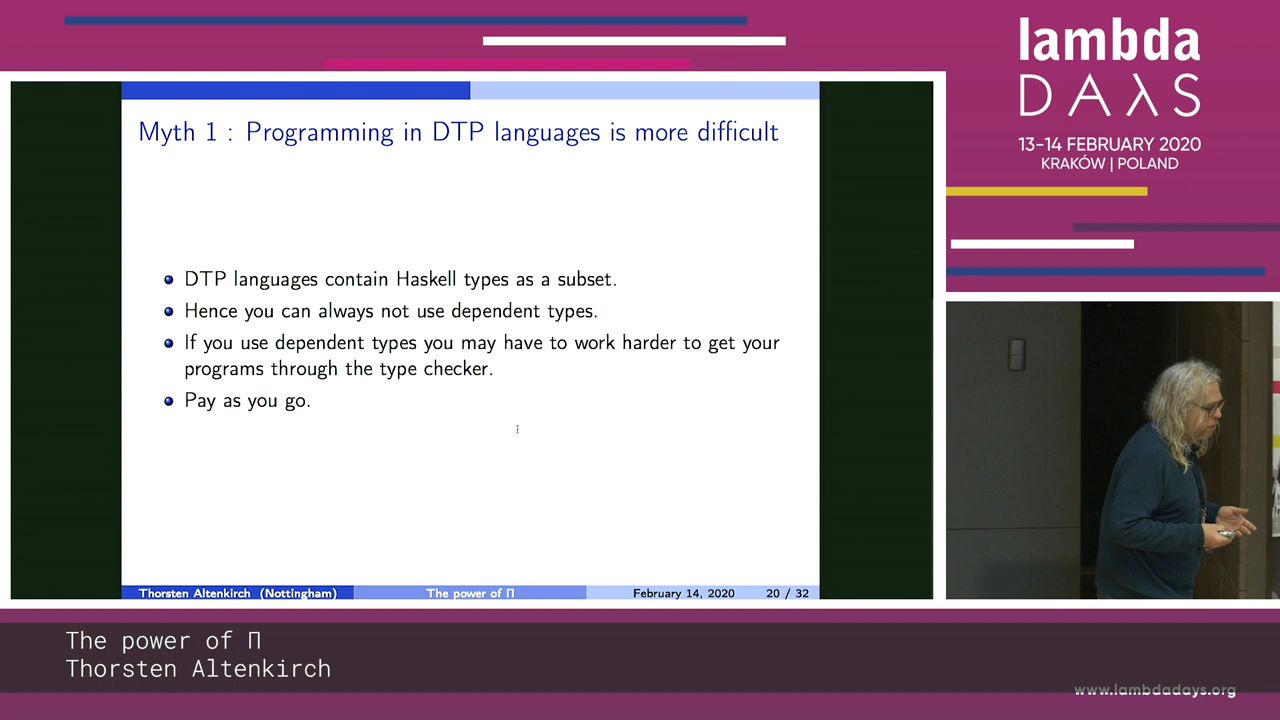 Myth 1 : Programming in DTP languages is more difficult
DTP languages contain Haskell types as a subset.
Hence you can always not use dependent types.
If you use dependent types you may have to work harder to get your
programs through the type checker.
Pay as you go.
Thorsten Altenkirch (Nottingham) The power of Π February 14, 2020 20 / 32
lambda
DAλS
13-14 FEBRUARY 2020
KRAKÓW | POLAND
The power of Π
Thorsten Altenkirch
www.lambdadays.org